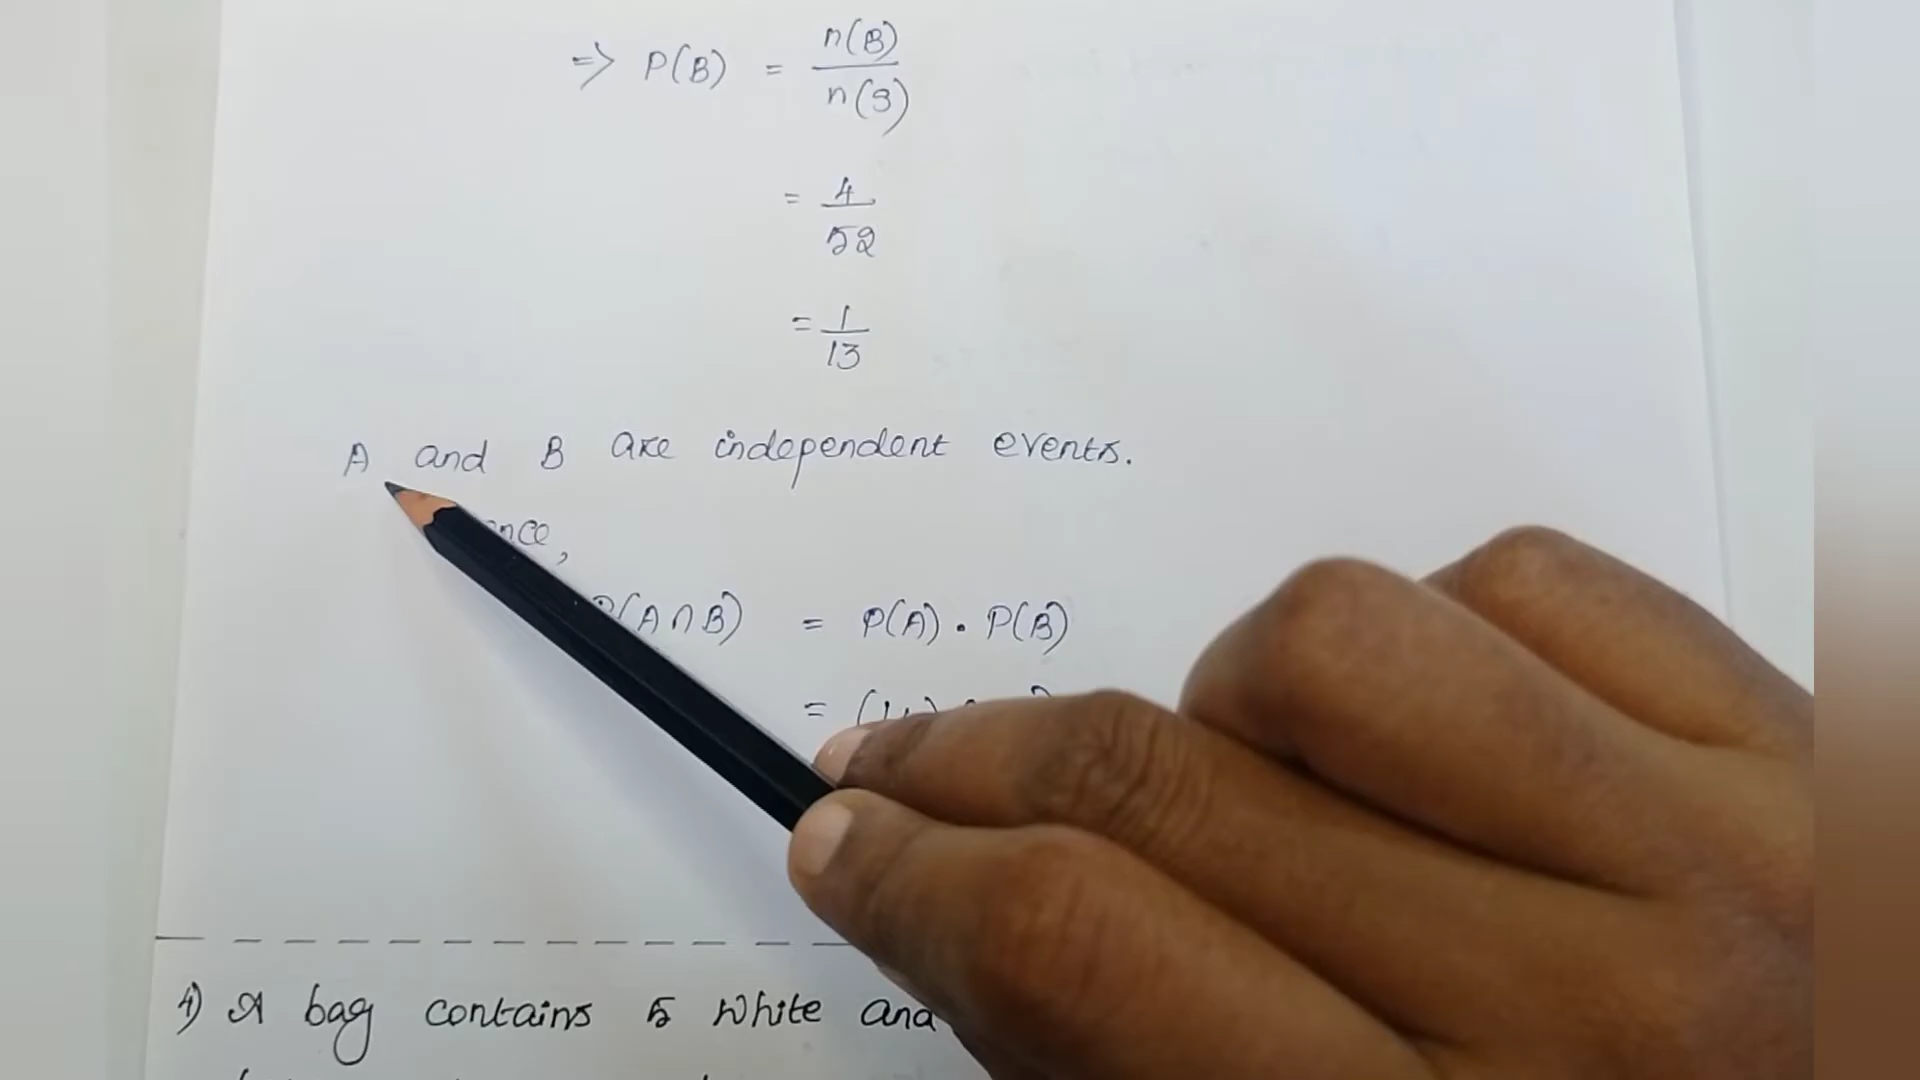 => P(B) = n(B)
n(S)
= 4
52
= 1
13
A and B are independent events.
P(A∩B) = P(A) . P(B)
=
4) A bag contains 5 White and